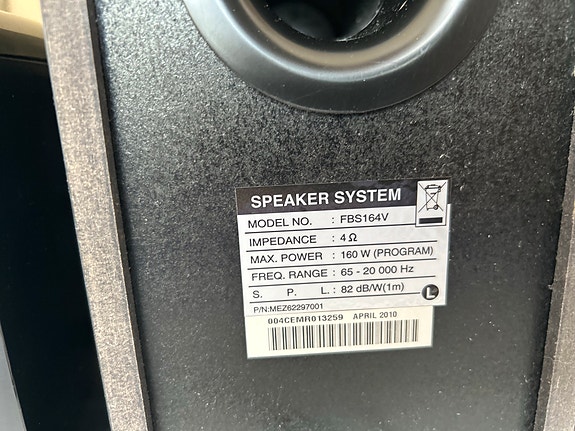 SPEAKER SYSTEM
MODEL NO. : FBS164V
IMPEDANCE : 4Ω
MAX. POWER : 160 W (PROGRAM)
FREQ. RANGE : 65 - 20 000 Hz
S. P. L. : 82 dB/W(1m)
P/N:MEZ62297001
L
004CEMR013259 APRIL 2010